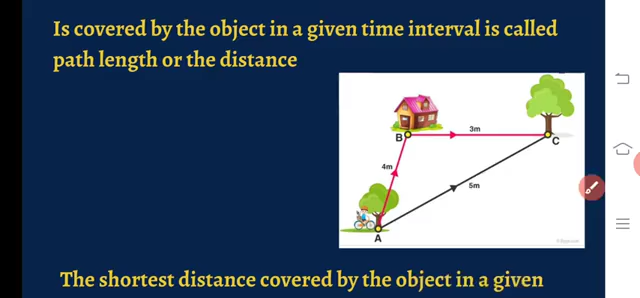 Is covered by the object in a given time interval is called
path length or the distance
B
3m
C
4m
5m
A
The shortest distance covered by the object in a given